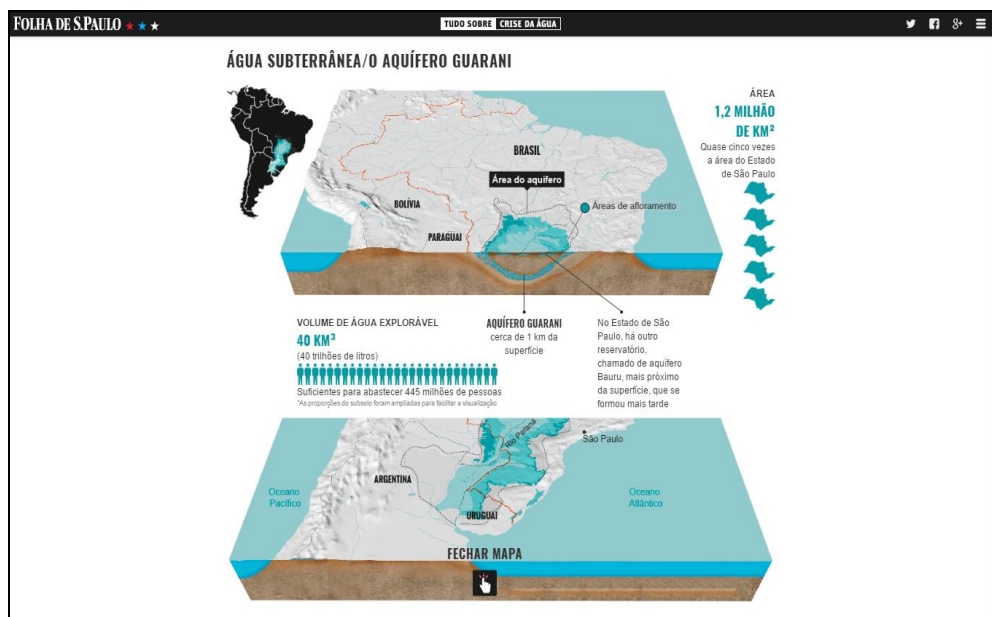 FOLHA DE S.PAULO
TUDO SOBRE CRISE DA ÁGUA
ÁGUA SUBTERRÂNEA/O AQUÍFERO GUARANI
ÁREA
1,2 MILHÃO
DE KM²
Quase cinco vezes
a área do Estado
de São Paulo
BRASIL
Área do aquífero
Áreas de afloramento
BOLÍVIA
PARAGUAI
VOLUME DE ÁGUA EXPLORÁVEL
40 KM³
(40 trilhões de litros)
Suficientes para abastecer 445 milhões de pessoas
*As proporções do subsolo foram ampliadas para facilitar a visualização
AQUÍFERO GUARANI
cerca de 1 km da
superfície
No Estado de São
Paulo, há outro
reservatório,
chamado de aquífero
Bauru, mais próximo
da superfície, que se
formou mais tarde
Rio Paraná
São Paulo
ARGENTINA
Oceano
Pacífico
URUGUAI
Oceano
Atlântico
FECHAR MAPA